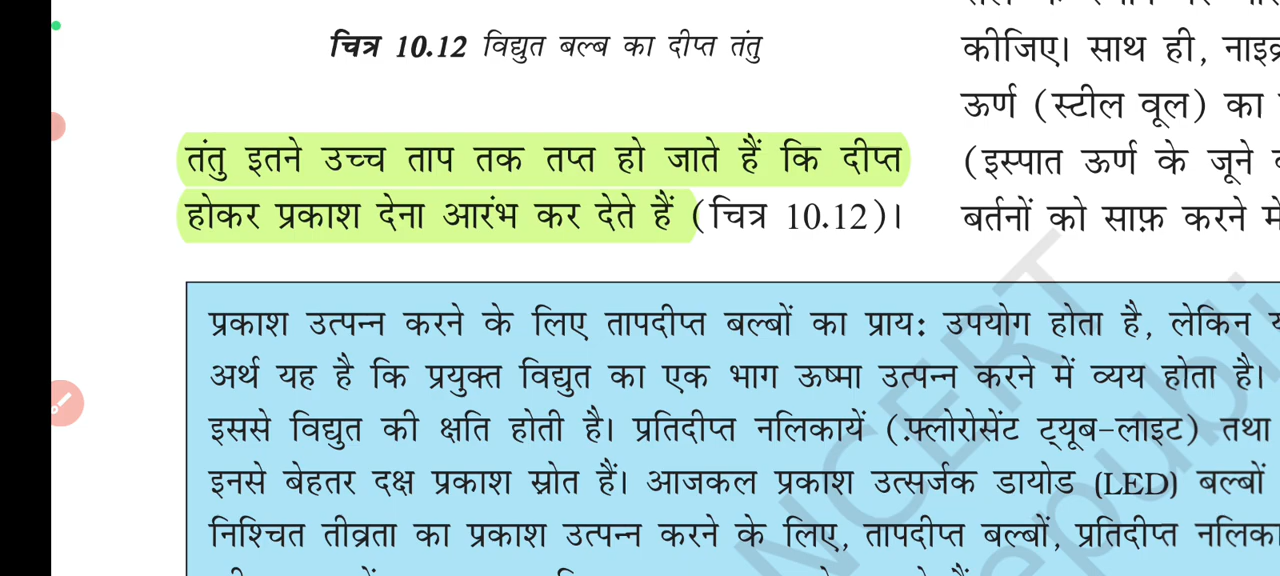 चित्र 10.12 विद्युत बल्ब का दीप्त तंतु
तंतु इतने उच्च ताप तक तप्त हो जाते हैं कि दीप्त
होकर प्रकाश देना आरंभ कर देते हैं (चित्र 10.12)।
कीजिए। साथ ही,
ऊर्ण (स्टील वूल) का
(इस्पात ऊर्ण के जूने
बर्तनों को साफ़ करने में
प्रकाश उत्पन्न करने के लिए तापदीप्त बल्बों का प्राय: उपयोग होता है, लेकिन
अर्थ यह है कि प्रयुक्त विद्युत का एक भाग ऊष्मा उत्पन्न करने में व्यय होता है।
इससे विद्युत की क्षति होती है। प्रतिदीप्त नलिकायें (.फ्लोरोसेंट ट्यूब-लाइट) तथा
इनसे बेहतर दक्ष प्रकाश स्रोत हैं। आजकल प्रकाश उत्सर्जक डायोड (LED) बल्बों
निश्चित तीव्रता का प्रकाश उत्पन्न करने के लिए, तापदीप्त बल्बों, प्रतिदीप्त
NCERT